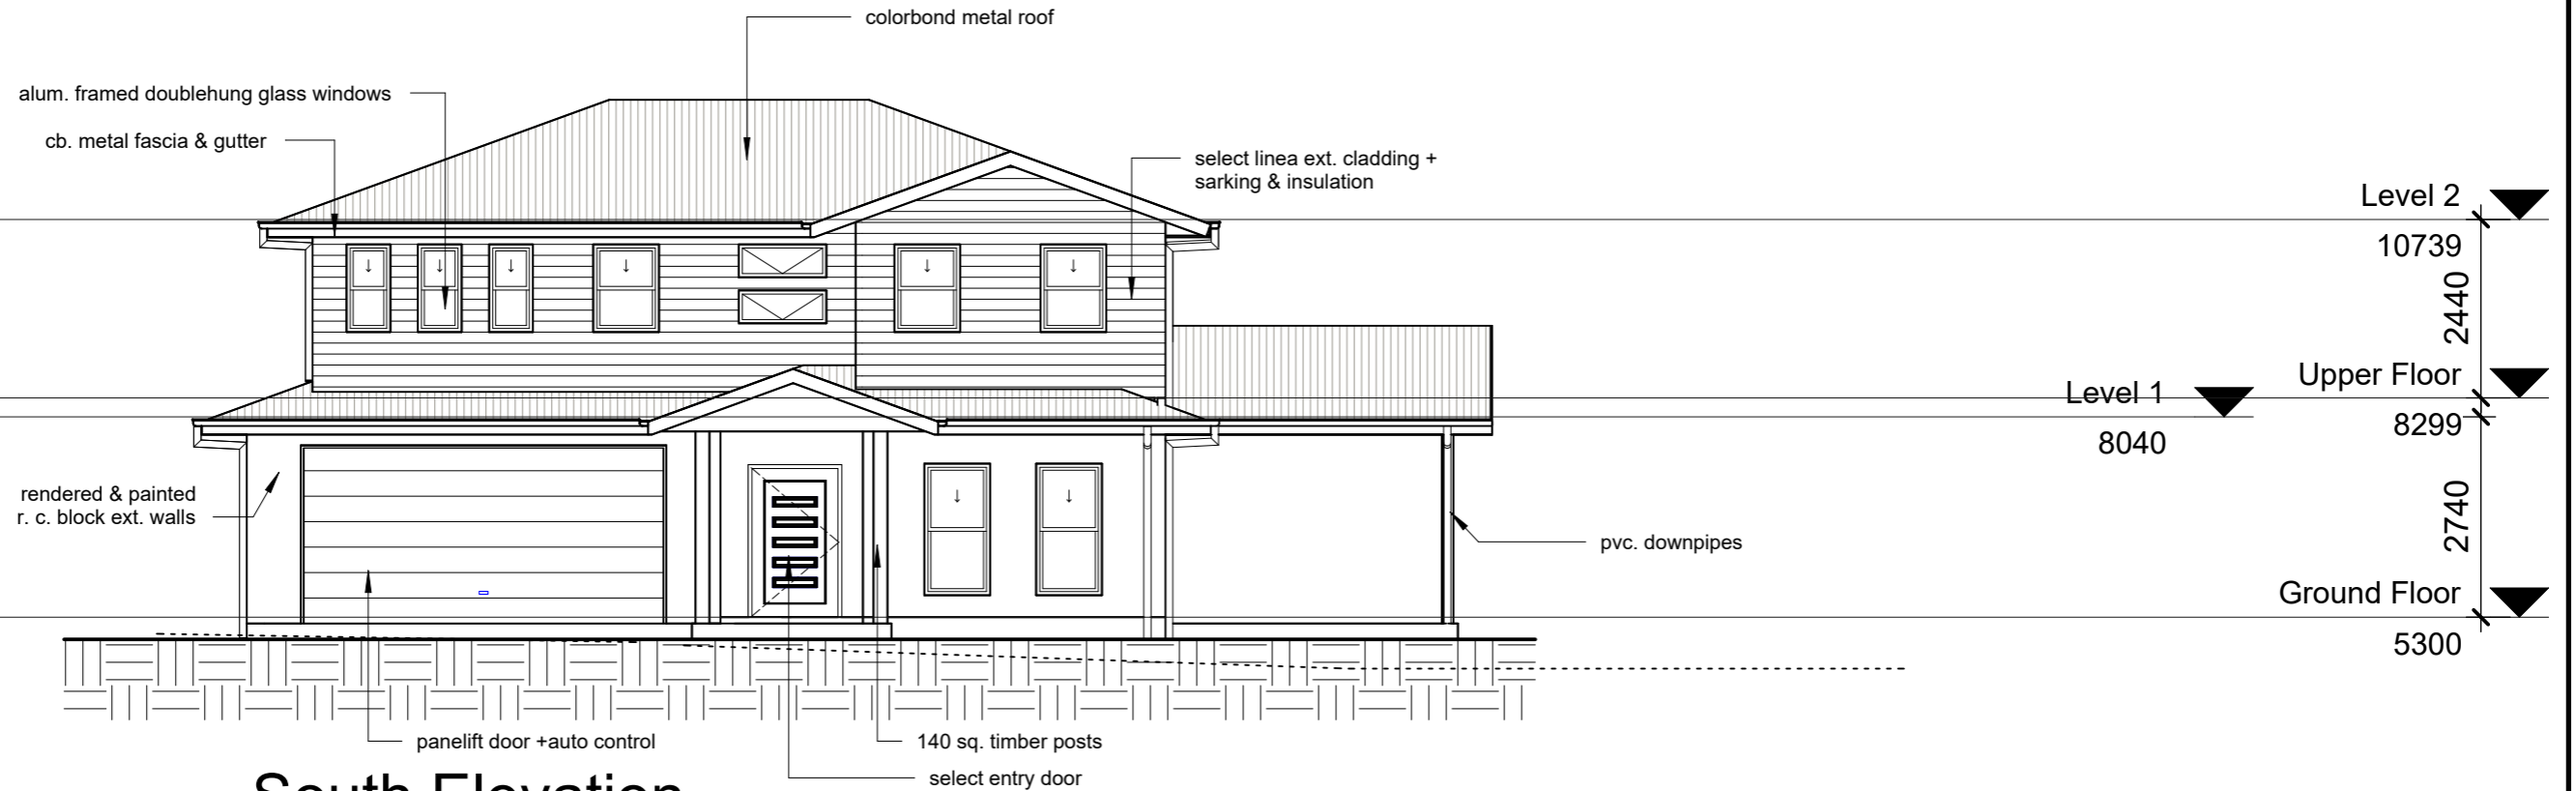 colorbond metal roof
alum. framed doublehung glass windows
cb. metal fascia & gutter
select linea ext. cladding +
sarking & insulation
Level 2
10739
2440
Upper Floor
Level 1
8299
8040
rendered & painted
r. c. block ext. walls
2740
pvc. downpipes
Ground Floor
5300
panelift door +auto control
140 sq. timber posts
select entry door
South Elevation